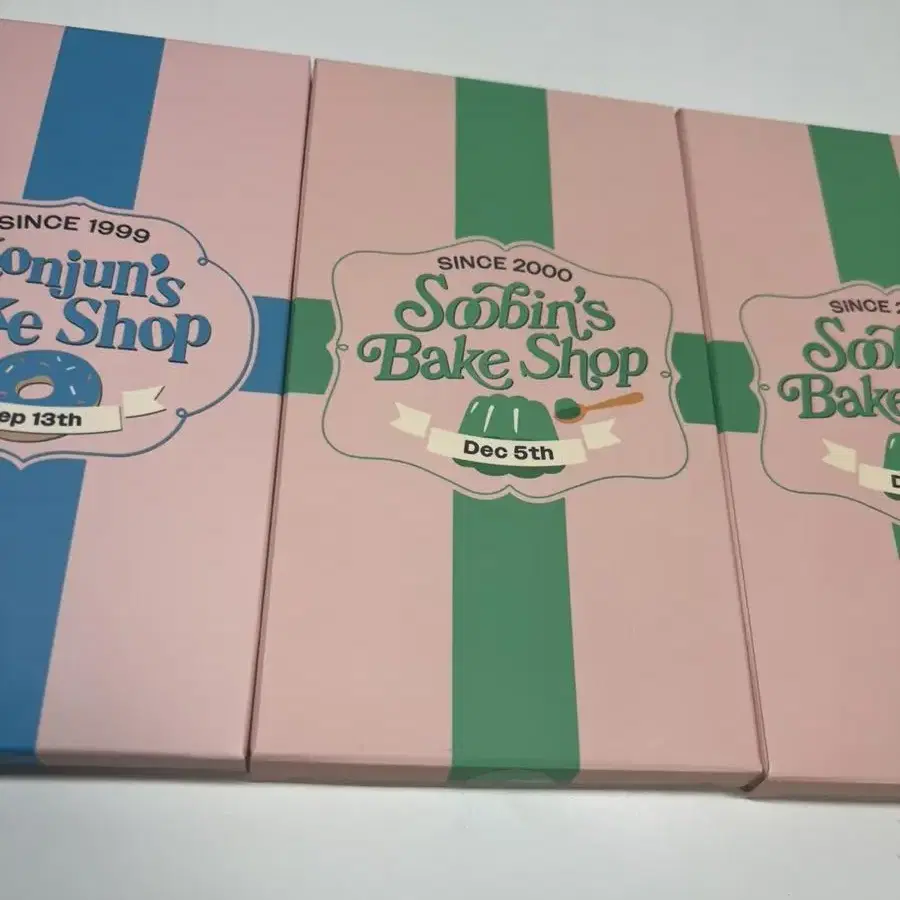 SINCE 1999
onjun's
ke Shop
ep 13th
SINCE 2000
Soobin's
Bake Shop
Dec 5th
SINCE 2
Soo
Bake
D